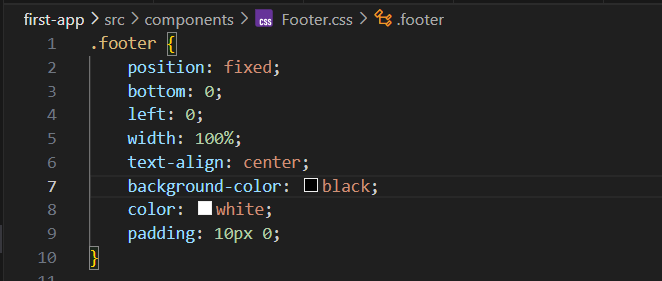 first-app > src > components > CSS Footer.css > .footer
1 .footer {
2 position: fixed;
3 bottom: 0;
4 left: 0;
5 width: 100%;
6 text-align: center;
7 background-color: black;
8 color: white;
9 padding: 10px 0;
10 }
11